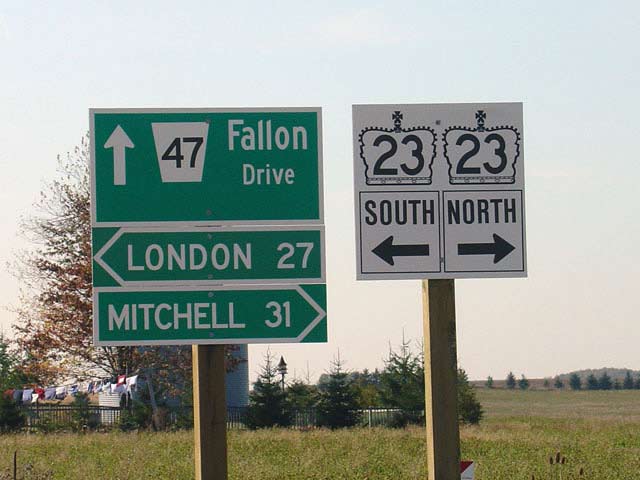 47
Fallon
Drive
LONDON 27
MITCHELL 31
23 23
SOUTH NORTH